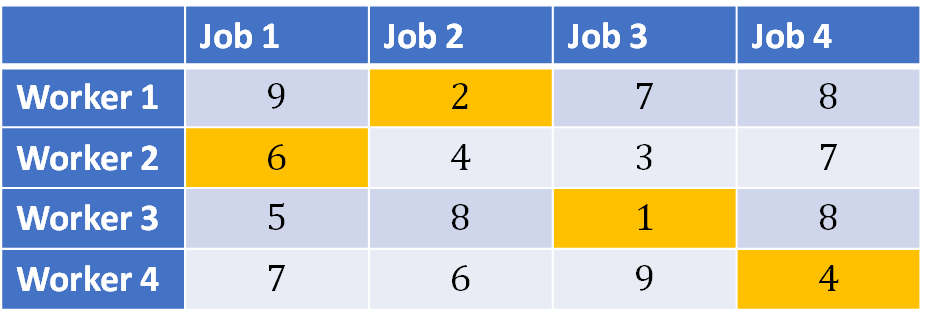 Job 1 Job 2 Job 3 Job 4
Worker 1 9 2 7 8
Worker 2 6 4 3 7
Worker 3 5 8 1 8
Worker 4 7 6 9 4